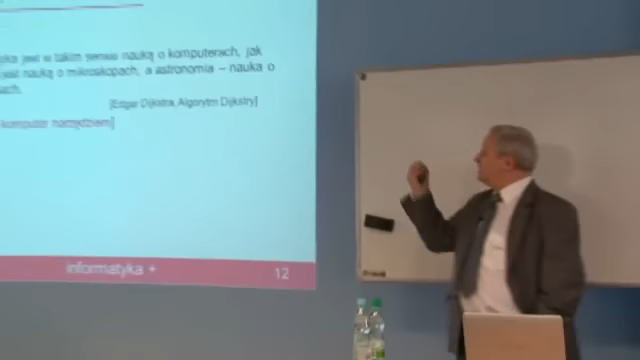 yka jest w takim sensie nauką o komputerach, jak
jest nauką o mikroskopach, a astronomia – nauka o
ach.
[Edgar Dijkstra, Algorytm Dijkstry]
komputer narzędziem]
informatyka +
12